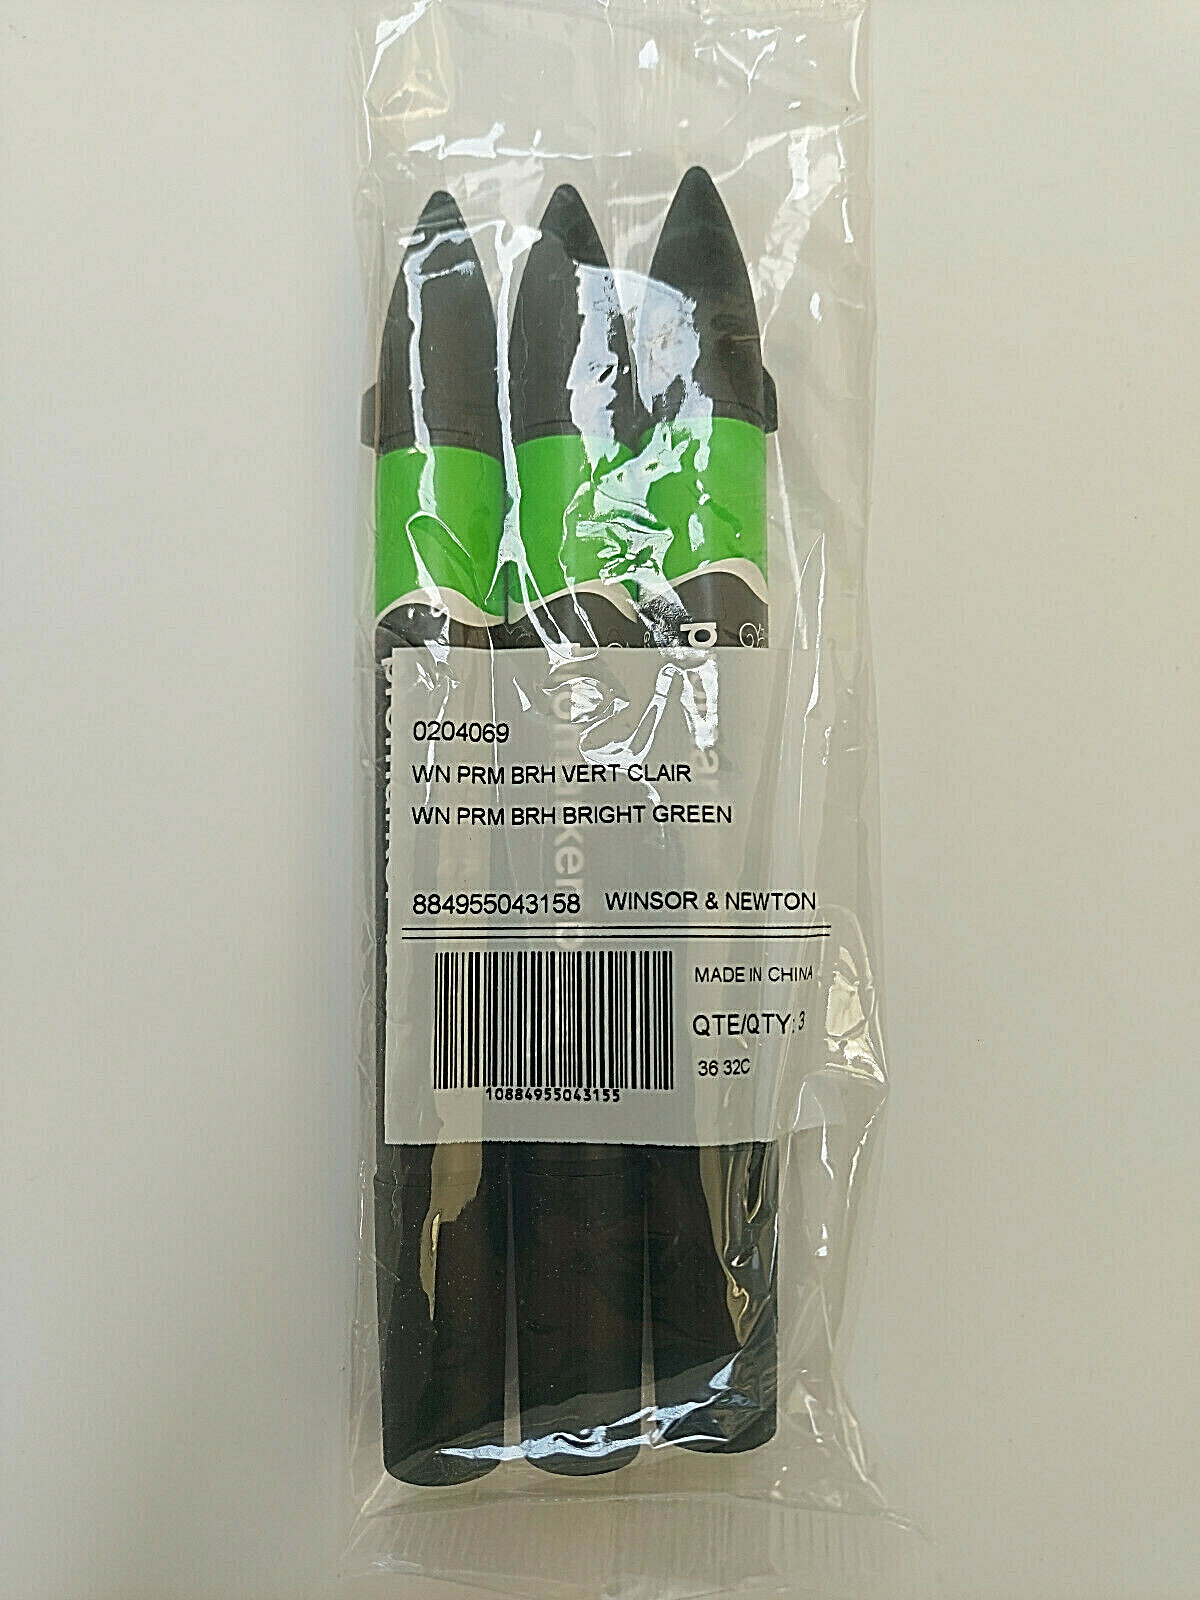 0204069
WN PRM BRH VERT CLAIR
WN PRM BRH BRIGHT GREEN
884955043158 WINSOR & NEWTON
MADE IN CHINA
QTE/QTY: 3
36 32C
10884955043155